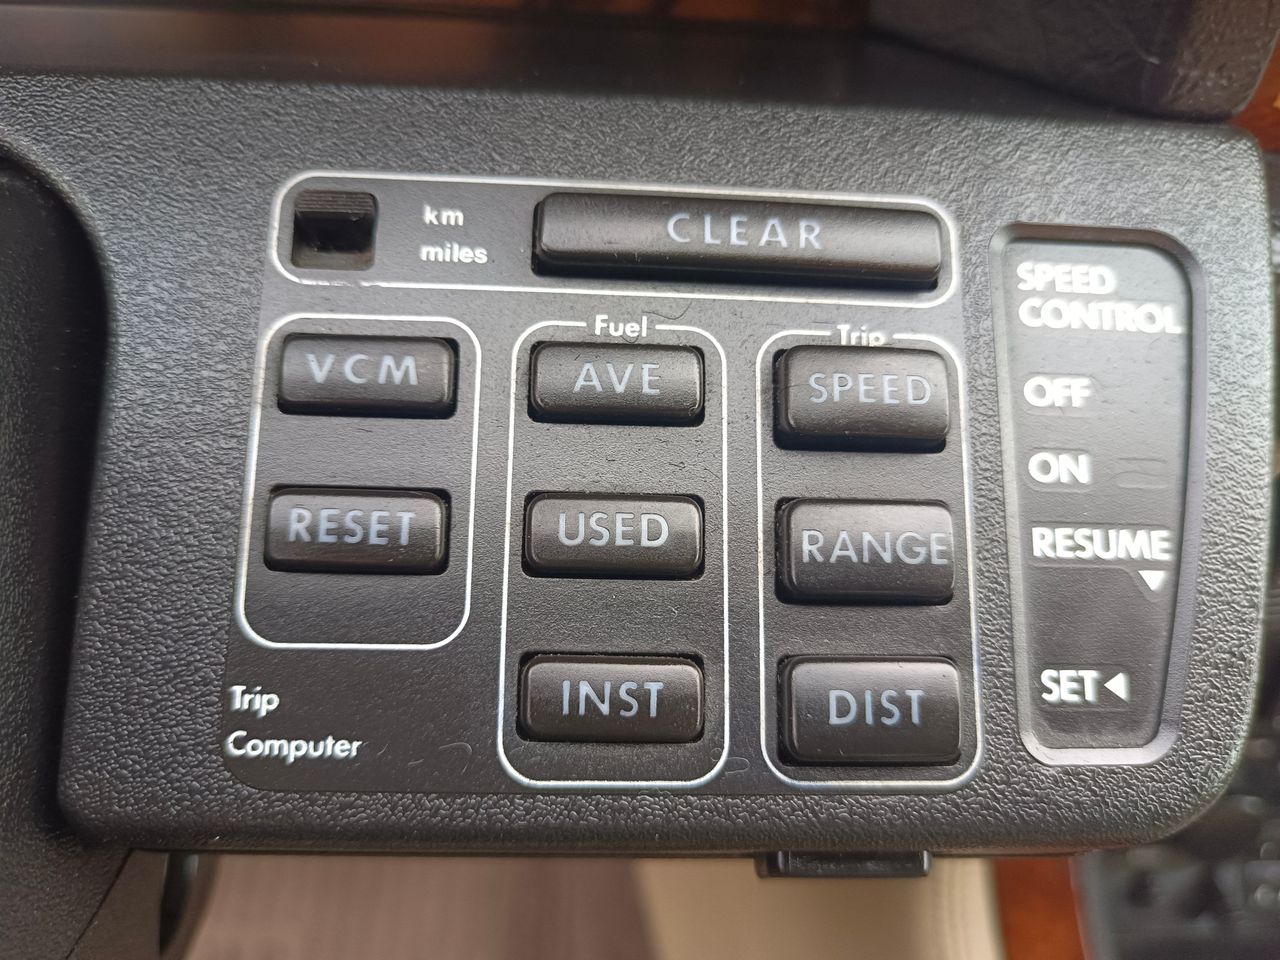 km
miles
CLEAR
VCM
RESET
Fuel
AVE
USED
INST
Trip
SPEED
RANGE
DIST
Trip
Computer
SPEED
CONTROL
OFF
ON
RESUME
SET